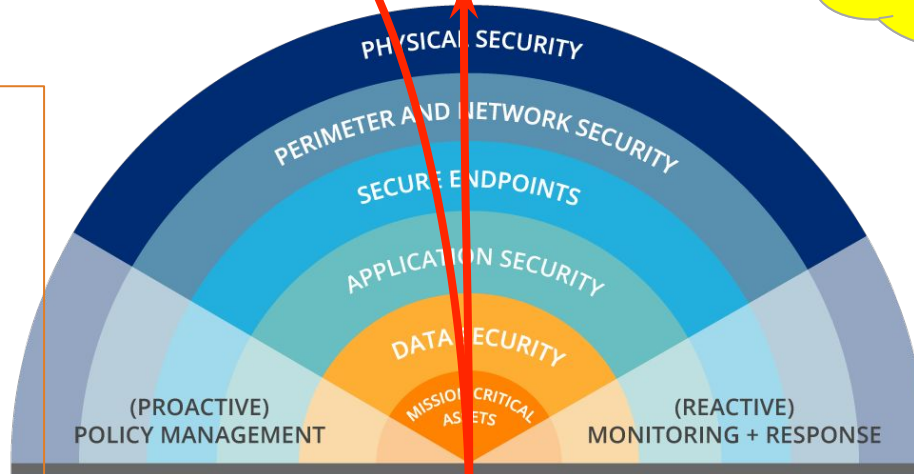 PHYSICAL SECURITY
PERIMETER AND NETWORK SECURITY
SECURE ENDPOINTS
APPLICATION SECURITY
DATA SECURITY
MISSION CRITICAL
ASSETS
(PROACTIVE)
POLICY MANAGEMENT
(REACTIVE)
MONITORING + RESPONSE